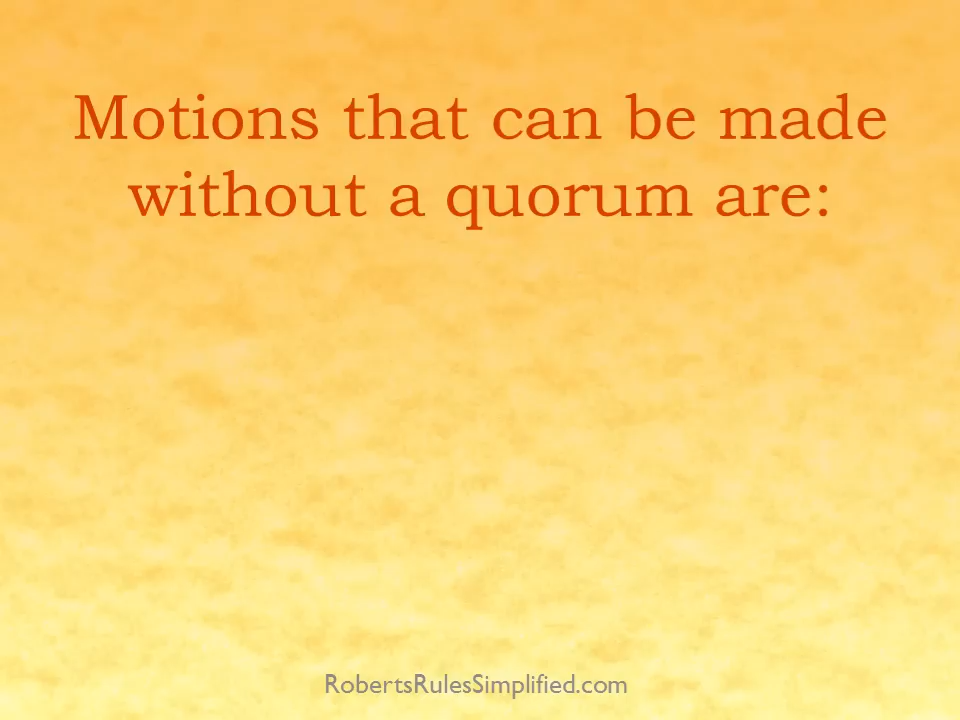 Motions that can be made
without a quorum are:
RobertsRulesSimplified.com